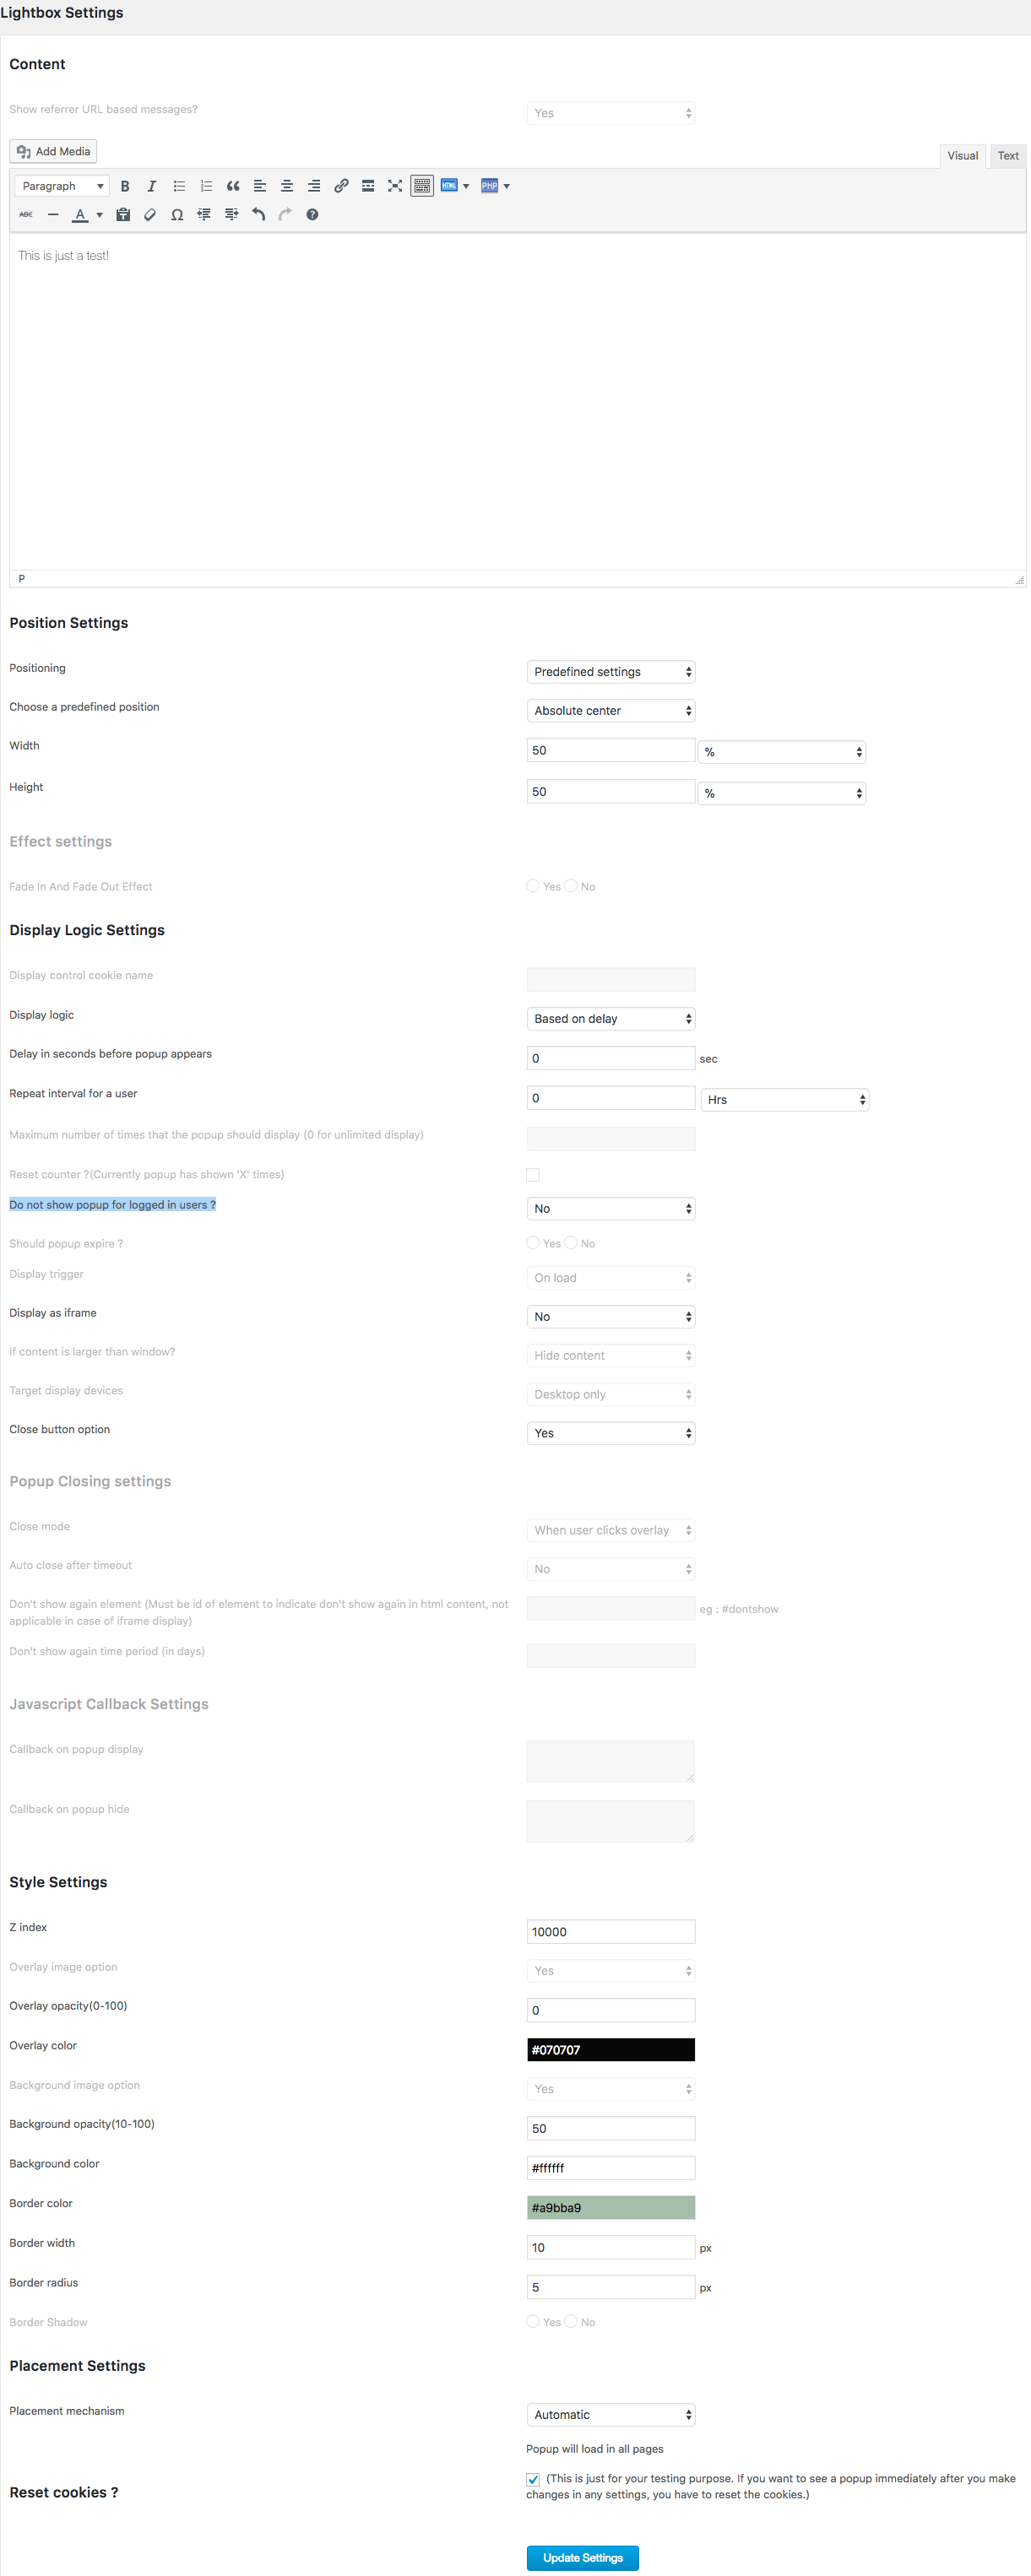 Lightbox Settings
Content
Show referrer URL based messages? Yes
Add Media Visual Text
Paragraph B I HTML PHP
ABC A Ω
This is just a test!
P
Position Settings
Positioning Predefined settings
Choose a predefined position Absolute center
Width 50 %
Height 50 %
Effect settings
Fade In And Fade Out Effect Yes No
Display Logic Settings
Display control cookie name
Display logic Based on delay
Delay in seconds before popup appears 0 sec
Repeat interval for a user 0 Hrs
Maximum number of times that the popup should display (0 for unlimited display)
Reset counter ?(Currently popup has shown 'X' times)
Do not show popup for logged in users ? No
Should popup expire ? Yes No
Display trigger On load
Display as iframe No
If content is larger than window? Hide content
Target display devices Desktop only
Close button option Yes
Popup Closing settings
Close mode When user clicks overlay
Auto close after timeout No
Don't show again element (Must be id of element to indicate don't show again in html content, not
applicable in case of iframe display) eg : #dontshow
Don't show again time period (in days)
Javascript Callback Settings
Callback on popup display
Callback on popup hide
Style Settings
Z index 10000
Overlay image option Yes
Overlay opacity(0-100) 0
Overlay color #070707
Background image option Yes
Background opacity(10-100) 50
Background color #ffffff
Border color #a9bba9
Border width 10 px
Border radius 5 px
Border Shadow Yes No
Placement Settings
Placement mechanism Automatic
Popup will load in all pages
Reset cookies ? (This is just for your testing purpose. If you want to see a popup immediately after you make
changes in any settings, you have to reset the cookies.)
Update Settings